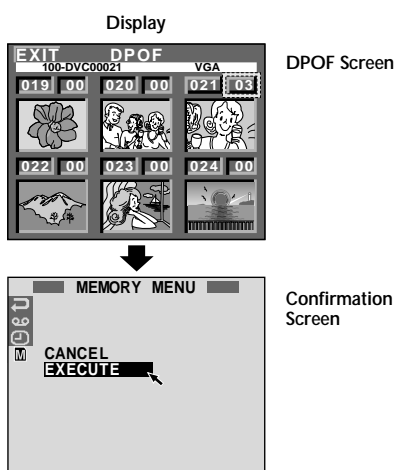 Display
EXIT DPOF
100-DVC00021 VGA
019 00 020 00 021 03
022 00 023 00 024 00
DPOF Screen
MEMORY MENU
M
CANCEL
EXECUTE
Confirmation
Screen